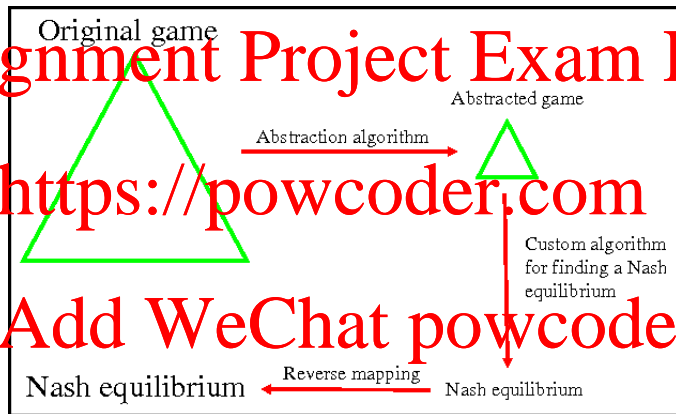 Original game
gnment Project Exam
Abstracted game
Abstraction algorithm
https://powcoder.com
Custom algorithm
for finding a Nash
equilibrium
Add WeChat powcode
Reverse mapping
Nash equilibrium
Nash equilibrium